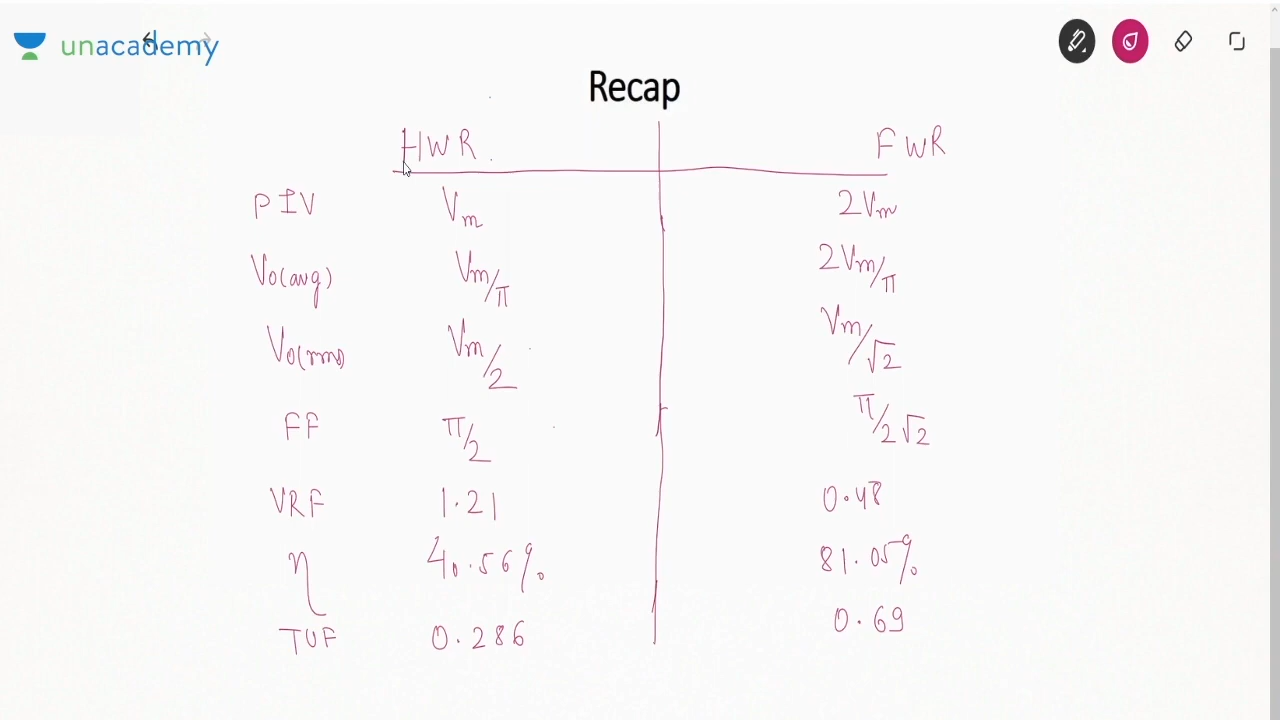 unacademy
Recap
HWR FWR
PIV Vm 2Vm
Vo(avg) Vm/π 2Vm/π
Vo(rms) Vm/2 Vm/√2
FF π/2 π/2√2
VRF 1.21 0.48
η 40.56% 81.05%
TUF 0.286 0.69